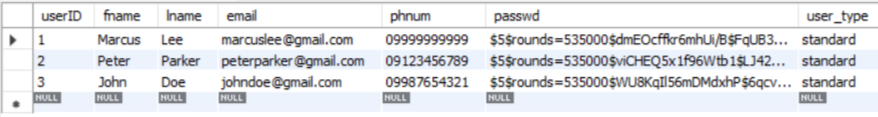 userID fname lname email phnum passwd user_type
1 Marcus Lee marcuslee@gmail.com 09999999999 $5$rounds=535000$dmEOcffkr6mhUi/B$FqUB3... standard
2 Peter Parker peterparker@gmail.com 09123456789 $5$rounds=535000$viCHEQ5x1f96Wtb1$LJ42... standard
3 John Doe johndoe@gmail.com 09987654321 $5$rounds=535000$WU8KqIl56mDMdxhP$6qcv... standard
NULL NULL NULL NULL NULL NULL NULL